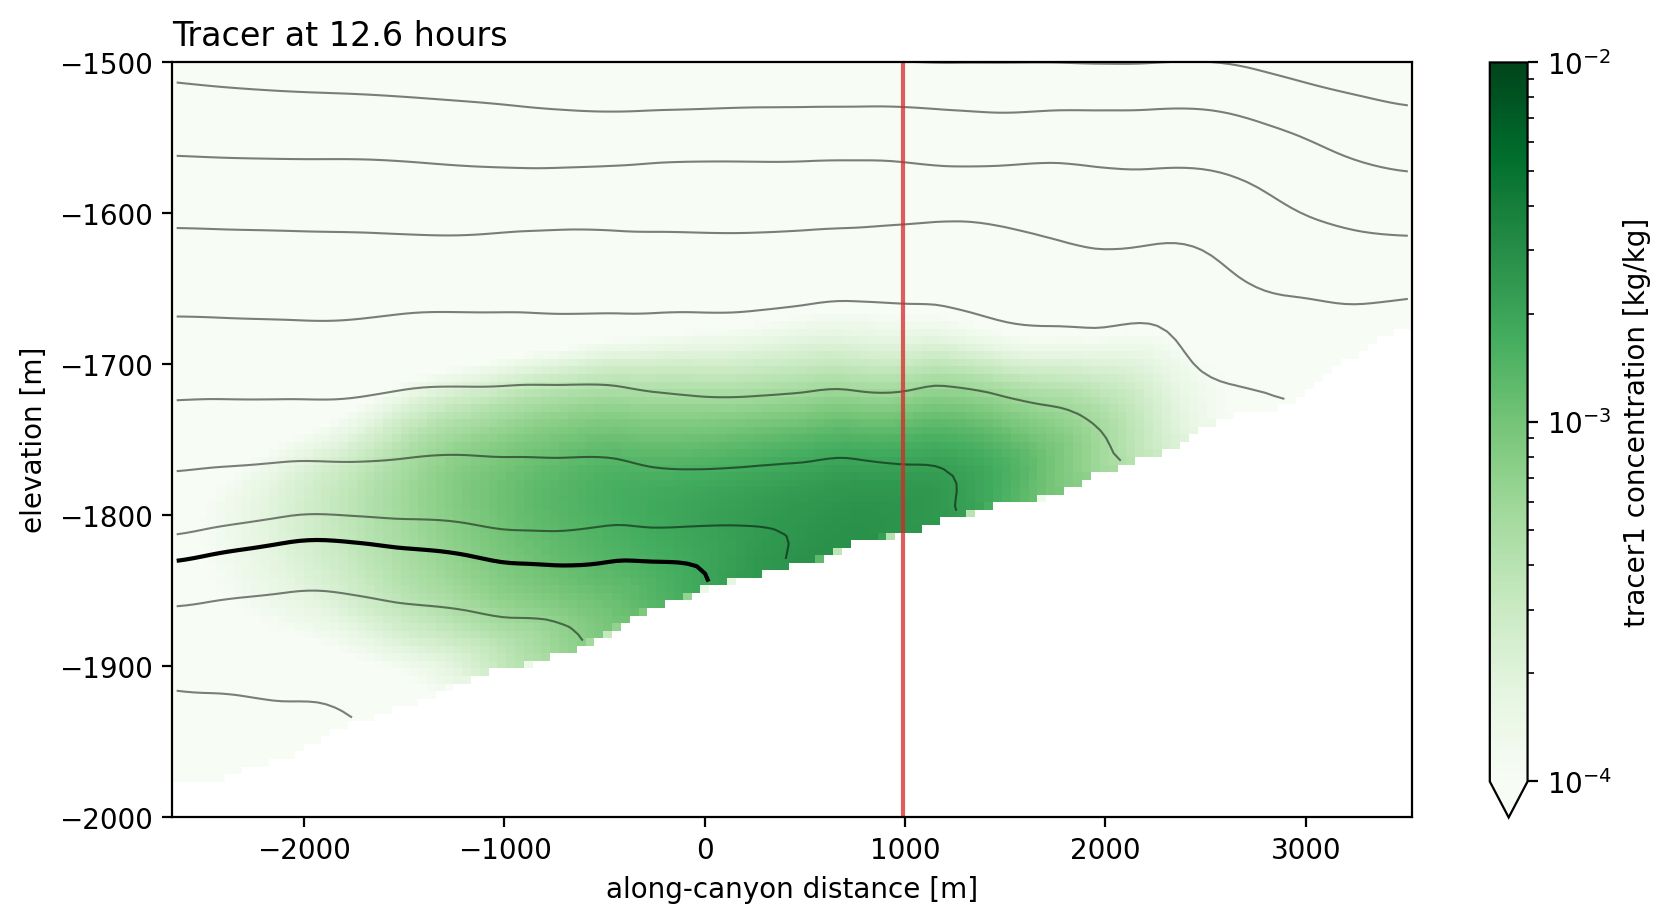 Tracer at 12.6 hours
−1500
−1600
−1700
−1800
−1900
−2000
elevation [m]
−2000 −1000 0 1000 2000 3000
along-canyon distance [m]
10⁻²
10⁻³
10⁻⁴
tracer1 concentration [kg/kg]